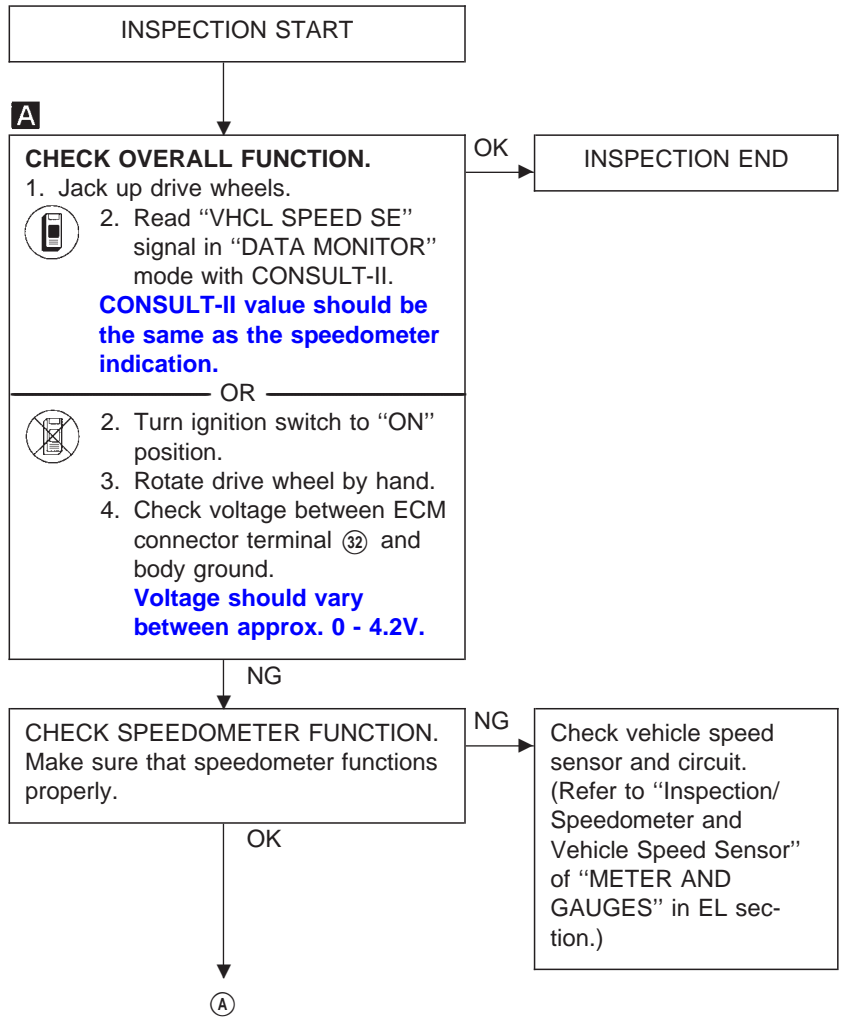 INSPECTION START
A
CHECK OVERALL FUNCTION.
1. Jack up drive wheels.
2. Read ‘‘VHCL SPEED SE’’
signal in ‘‘DATA MONITOR’’
mode with CONSULT-II.
CONSULT-II value should be
the same as the speedometer
indication.
OR
2. Turn ignition switch to ‘‘ON’’
position.
3. Rotate drive wheel by hand.
4. Check voltage between ECM
connector terminal 32 and
body ground.
Voltage should vary
between approx. 0 - 4.2V.
OK
INSPECTION END
NG
CHECK SPEEDOMETER FUNCTION.
Make sure that speedometer functions
properly.
NG
Check vehicle speed
sensor and circuit.
(Refer to ‘‘Inspection/
Speedometer and
Vehicle Speed Sensor’’
of ‘‘METER AND
GAUGES’’ in EL sec-
tion.)
OK
A